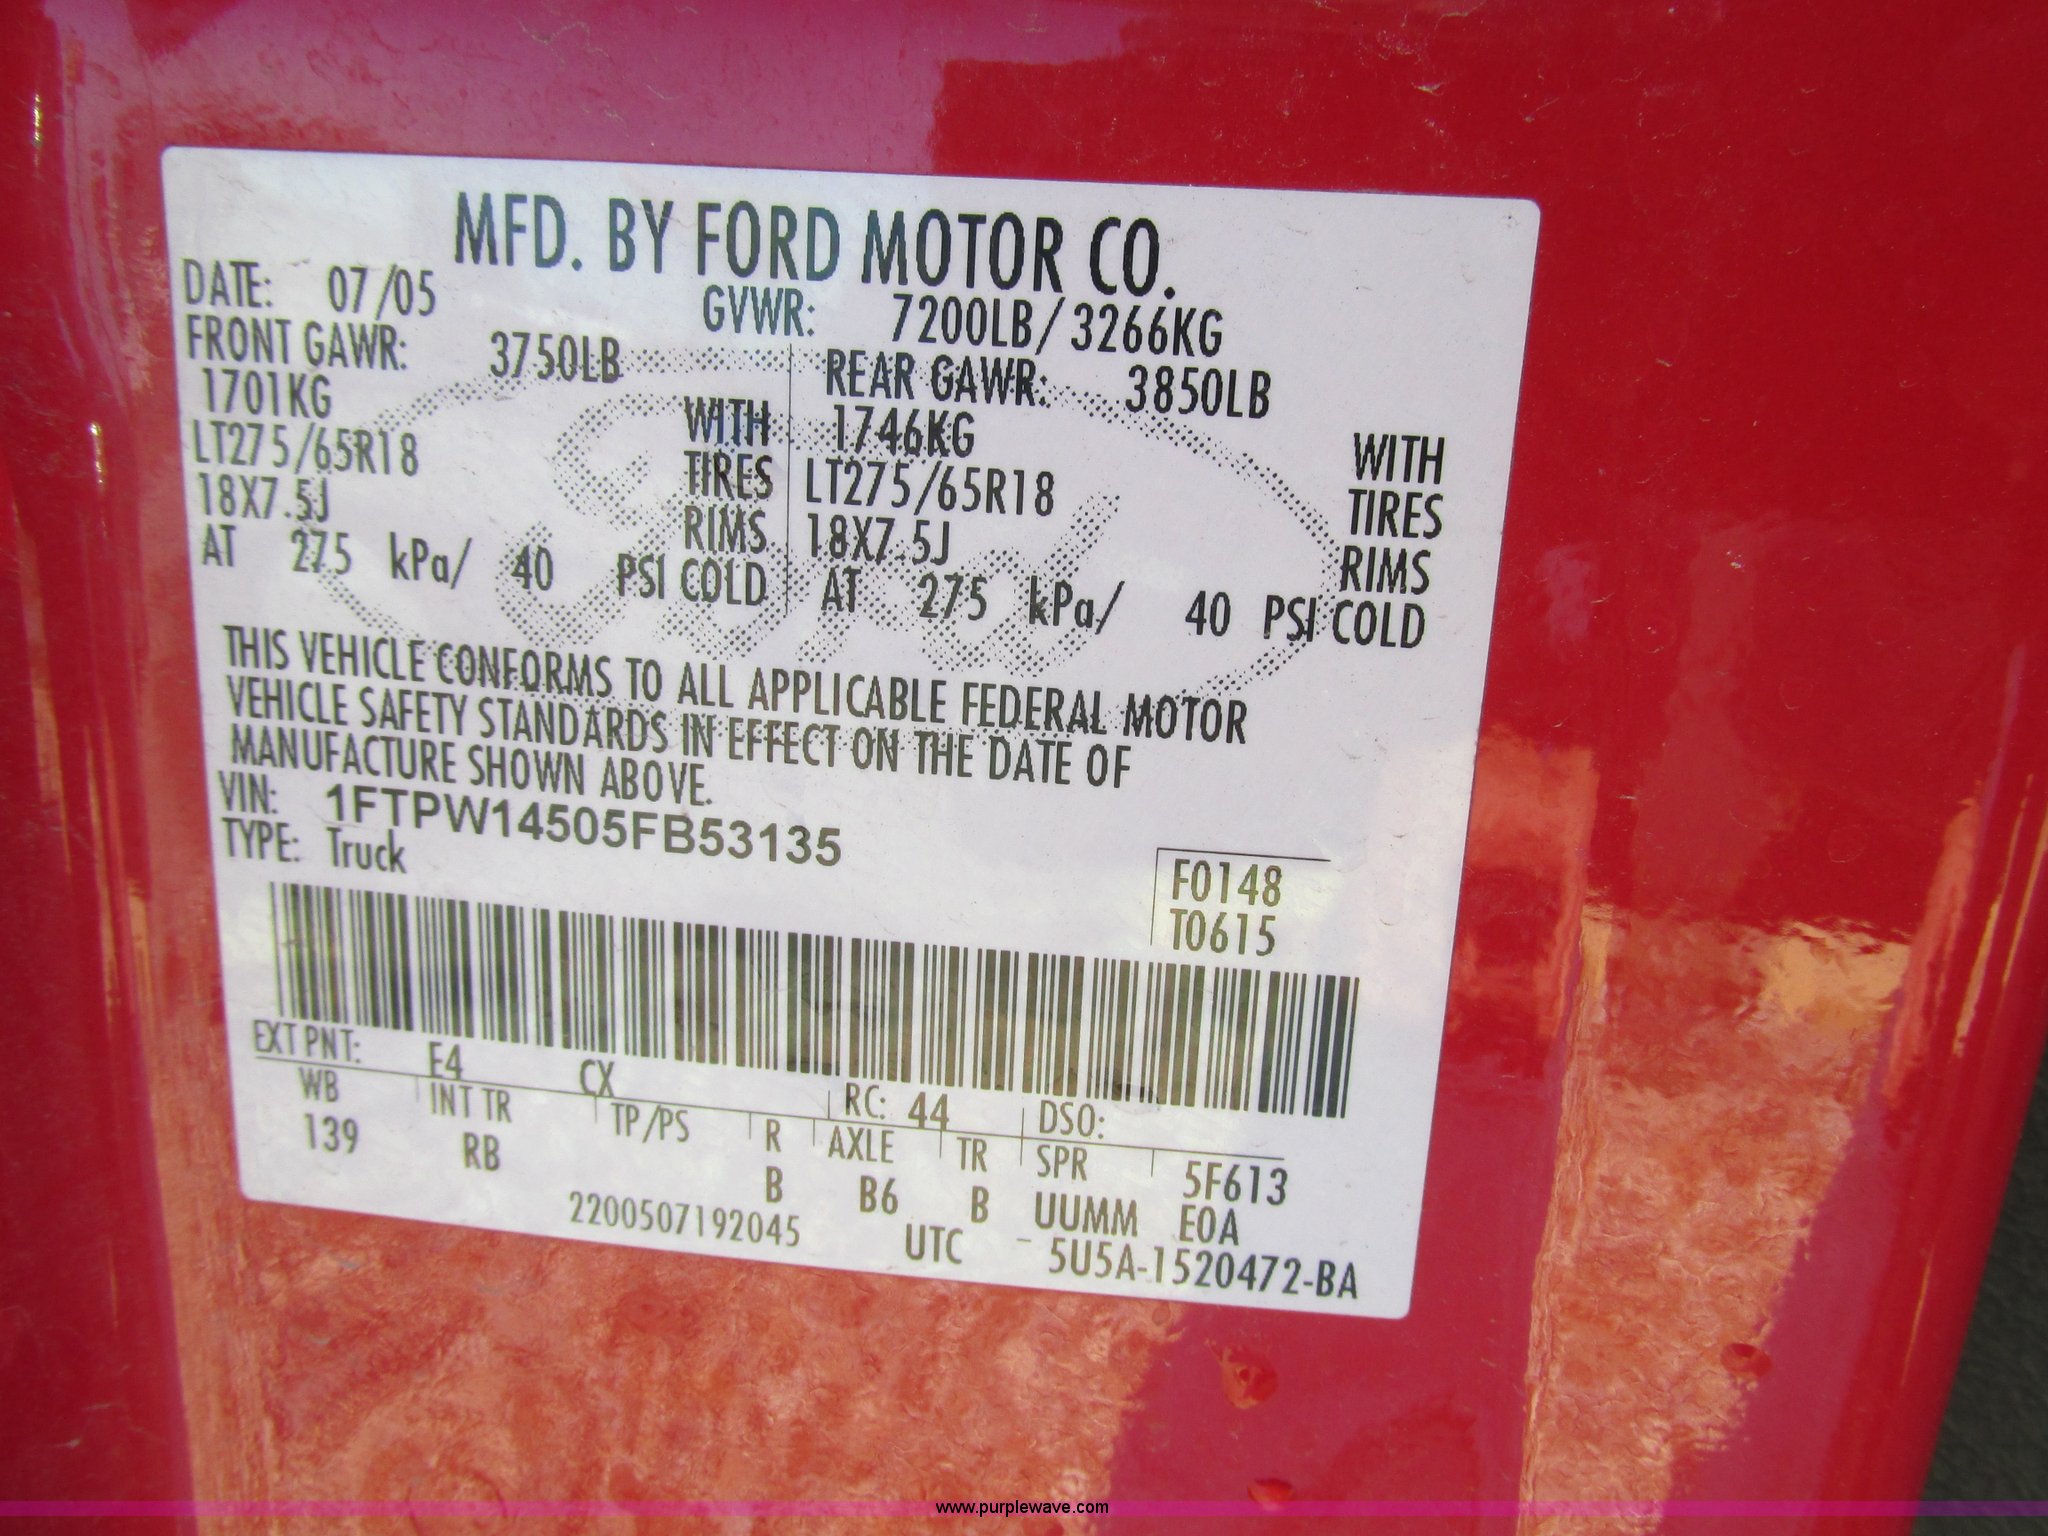 MFD. BY FORD MOTOR CO.
DATE: 07/05 GVWR: 7200LB/3266KG
FRONT GAWR: 3750LB REAR GAWR: 3850LB
1701KG WITH 1746KG WITH
LT275/65R18 TIRES LT275/65R18 TIRES
18X7.5J RIMS 18X7.5J RIMS
AT 275 kPa/ 40 PSI COLD AT 275 kPa/ 40 PSI COLD
THIS VEHICLE CONFORMS TO ALL APPLICABLE FEDERAL MOTOR
VEHICLE SAFETY STANDARDS IN EFFECT ON THE DATE OF
MANUFACTURE SHOWN ABOVE.
VIN: 1FTPW14505FB53135
TYPE: Truck
F0148
T0615
EXT PNT: E4 CX RC: 44 DSO:
WB INT TR TP/PS R AXLE TR SPR 5F613
139 RB B B6 B UUMM E0A
2200507192045 UTC 5U5A-1520472-BA
Ford
www.purplewave.com